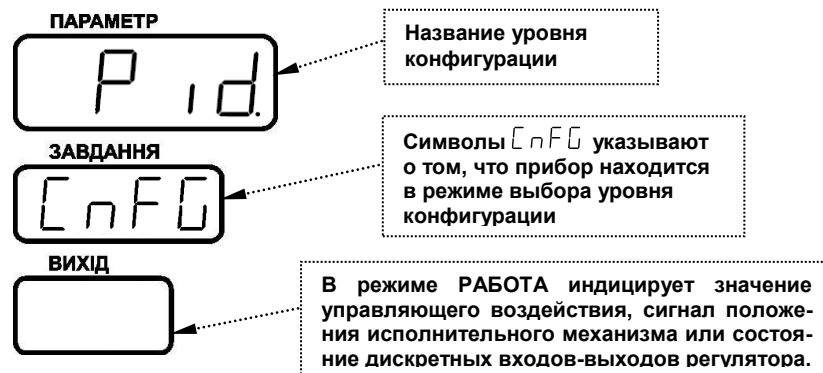 ПАРАМЕТР
P id.
Название уровня
конфигурации
ЗАВДАННЯ
CnFG
Символы CnFG указывают
о том, что прибор находится
в режиме выбора уровня
конфигурации
ВИХІД
В режиме РАБОТА индицирует значение
управляющего воздействия, сигнал положе-
ния исполнительного механизма или состоя-
ние дискретных входов-выходов регулятора.